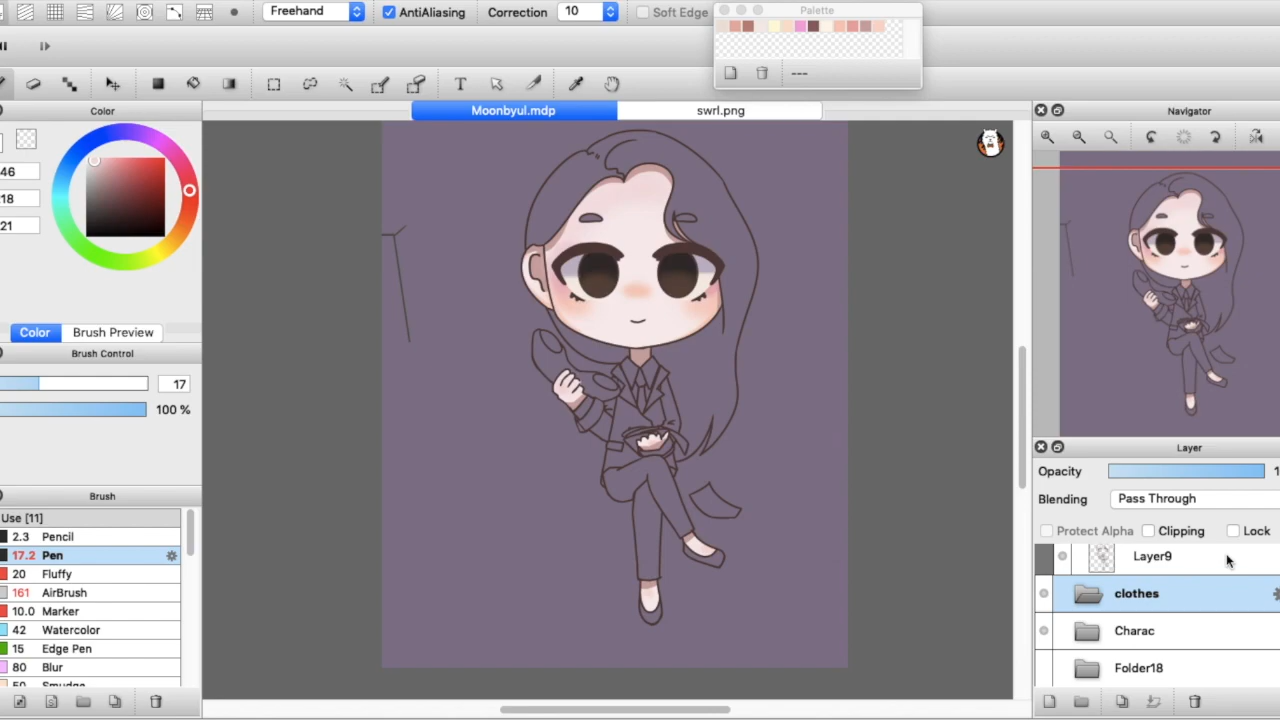 Freehand
AntiAliasing
Correction
10
Soft Edge
Palette
---
Moonbyul.mdp
swrl.png
Color
46
18
21
Color
Brush Preview
Brush Control
17
100 %
Brush
Use [11]
2.3 Pencil
17.2 Pen
20 Fluffy
161 AirBrush
10.0 Marker
42 Watercolor
15 Edge Pen
80 Blur
50 Smudge
Navigator
Layer
Opacity
1
Blending
Pass Through
Protect Alpha
Clipping
Lock
Layer9
clothes
Charac
Folder18